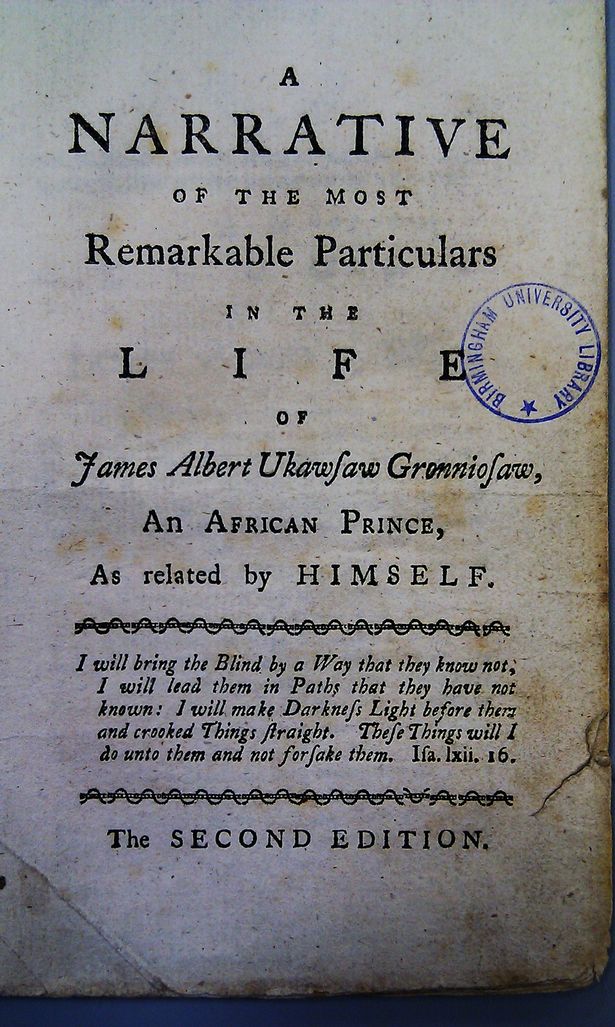 A
NARRATIVE
OF THE MOST
Remarkable Particulars
IN THE
LIFE
OF
James Albert Ukawſaw Gronnioſaw,
An AFRICAN PRINCE,
As related by HIMSELF.
I will bring the Blind by a Way that they know not,
I will lead them in Paths that they have not
known: I will make Darkneſs Light before them
and crooked Things ſtraight. Theſe Things will I
do unto them and not forſake them. Iſa. lxii. 16.
The SECOND EDITION.
BIRMINGHAM UNIVERSITY LIBRARY